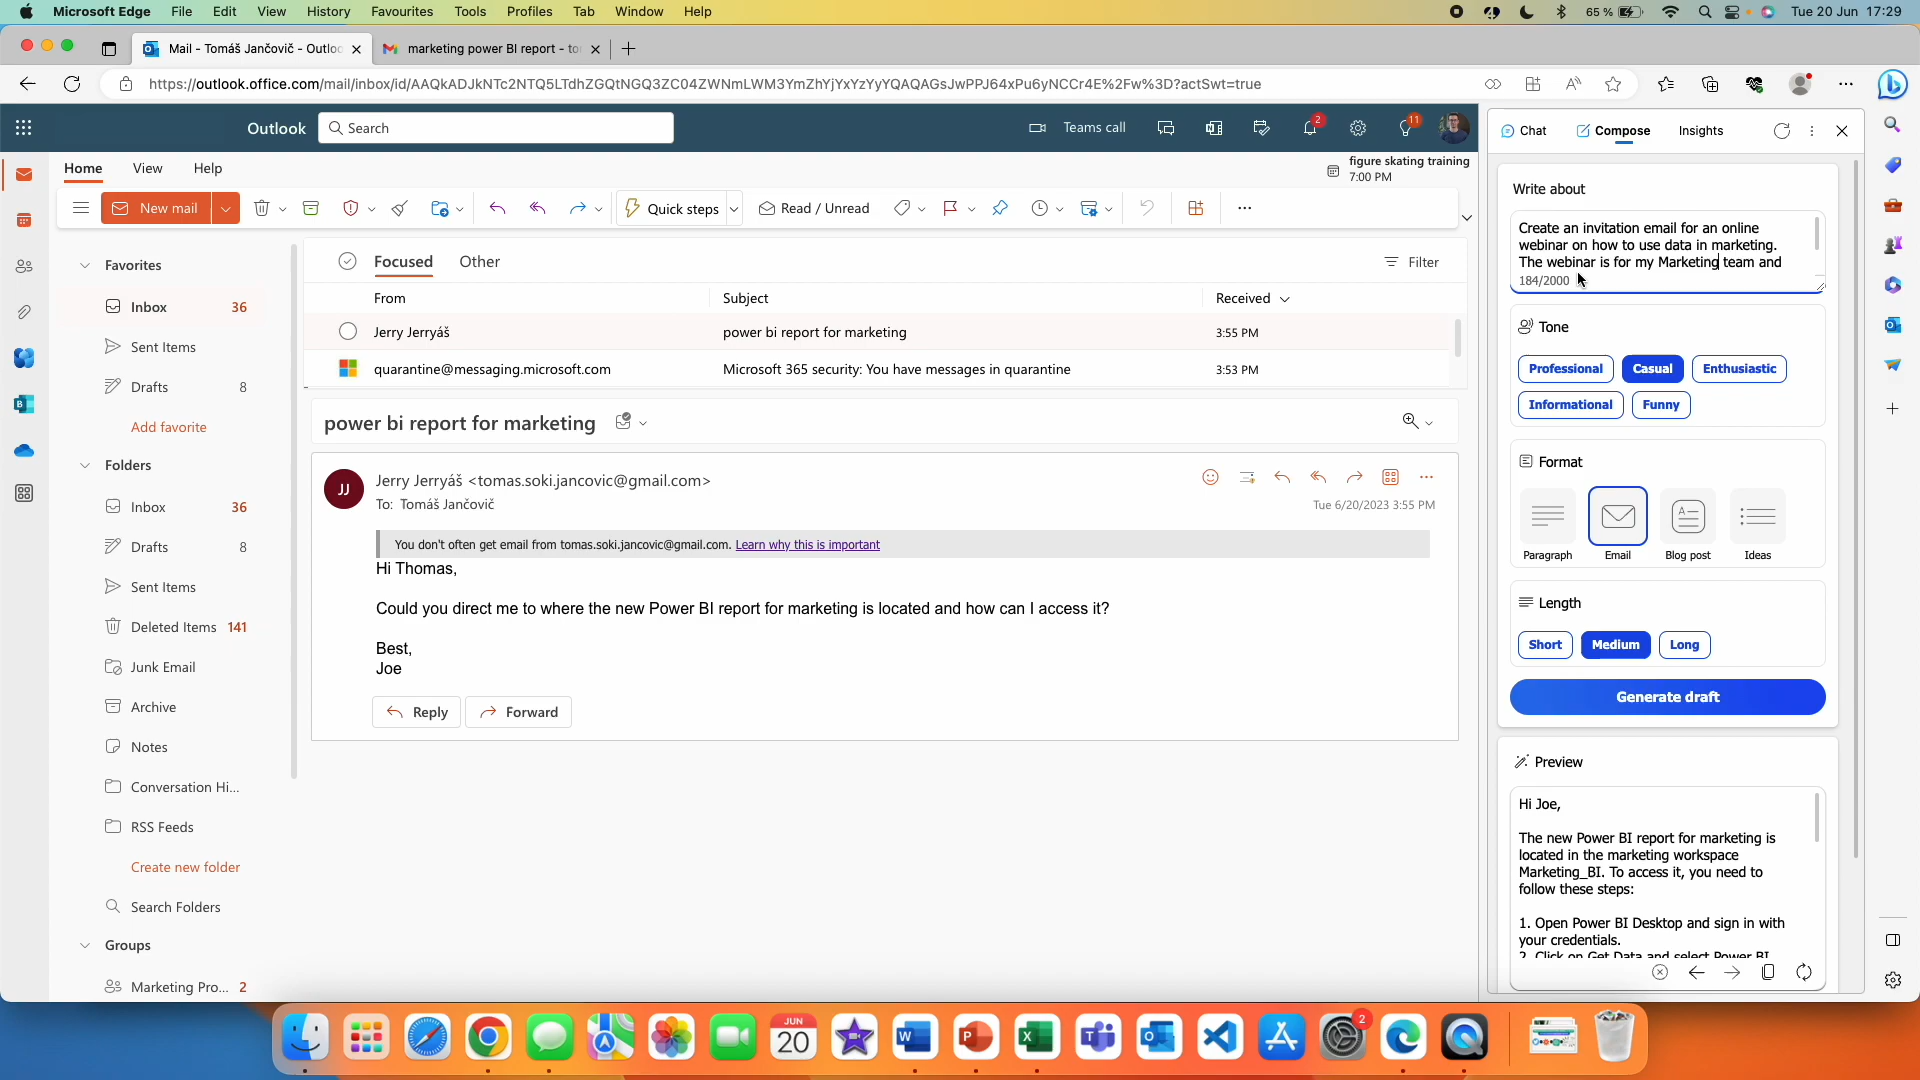 Microsoft Edge File Edit View History Favourites Tools Profiles Tab Window Help 65 % Tue 20 Jun 17:29
Mail - Tomáš Jančovič - Outlo marketing power BI report - to
https://outlook.office.com/mail/inbox/id/AAQkADJkNTc2NTQ5LTdhZGQtNGQ3ZC04ZWNmLWM3YmZhYjYxYzYyYQAQAGsJwPPJ64xPu6yNCCr4E%2Fw%3D?actSwt=true
Outlook Search Teams call 2 11
Home View Help
figure skating training
7:00 PM
New mail Quick steps Read / Unread
Favorites
Inbox 36
Sent Items
Drafts 8
Add favorite
Folders
Inbox 36
Drafts 8
Sent Items
Deleted Items 141
Junk Email
Archive
Notes
Conversation Hi...
RSS Feeds
Create new folder
Search Folders
Groups
Marketing Pro... 2
Focused Other Filter
From Subject Received
Jerry Jerryáš power bi report for marketing 3:55 PM
quarantine@messaging.microsoft.com Microsoft 365 security: You have messages in quarantine 3:53 PM
power bi report for marketing
JJ
Jerry Jerryáš <tomas.soki.jancovic@gmail.com>
To: Tomáš Jančovič
Tue 6/20/2023 3:55 PM
You don't often get email from tomas.soki.jancovic@gmail.com. Learn why this is important
Hi Thomas,
Could you direct me to where the new Power BI report for marketing is located and how can I access it?
Best,
Joe
Reply Forward
Chat Compose Insights
Write about
Create an invitation email for an online
webinar on how to use data in marketing.
The webinar is for my Marketing team and
184/2000
Tone
Professional Casual Enthusiastic
Informational Funny
Format
Paragraph Email Blog post Ideas
Length
Short Medium Long
Generate draft
Preview
Hi Joe,
The new Power BI report for marketing is
located in the marketing workspace
Marketing_BI. To access it, you need to
follow these steps:
1. Open Power BI Desktop and sign in with
your credentials.
2. Click on Get Data and select Power BI
JUN
20
2